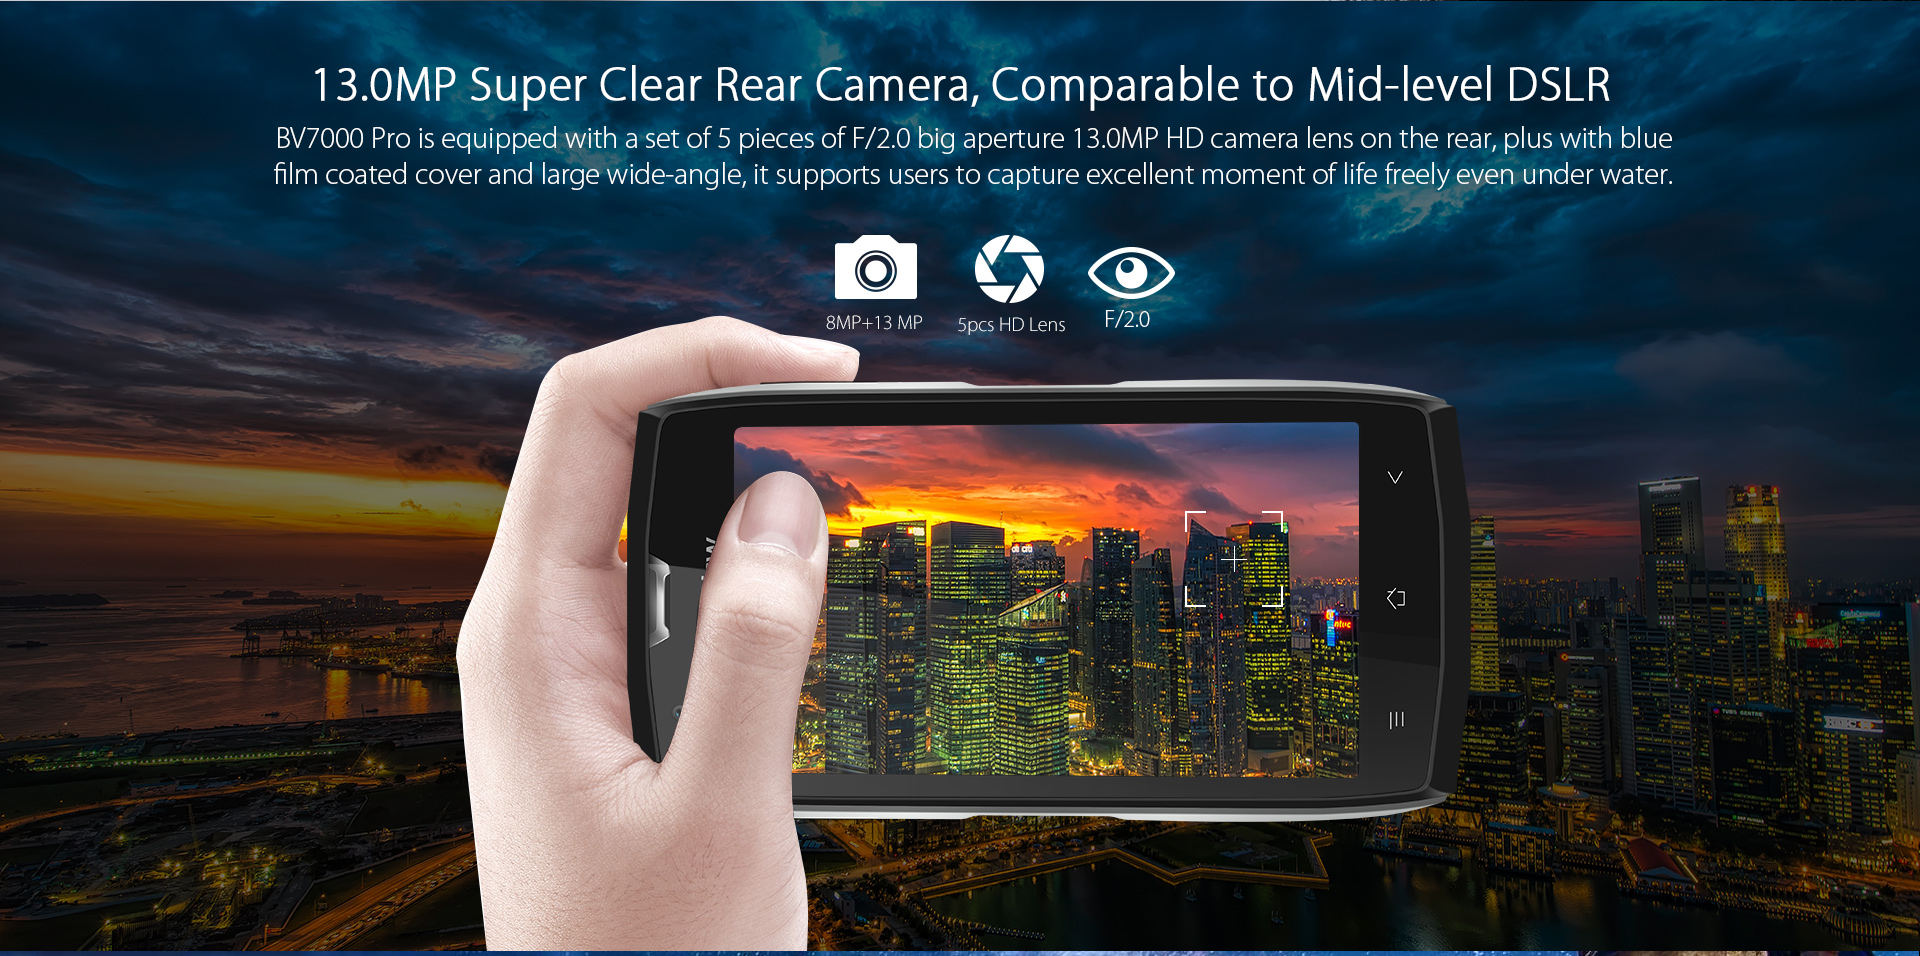 13.0MP Super Clear Rear Camera, Comparable to Mid-level DSLR
BV7000 Pro is equipped with a set of 5 pieces of F/2.0 big aperture 13.0MP HD camera lens on the rear, plus with blue
film coated cover and large wide-angle, it supports users to capture excellent moment of life freely even under water.
8MP+13 MP
5pcs HD Lens
F/2.0
citi